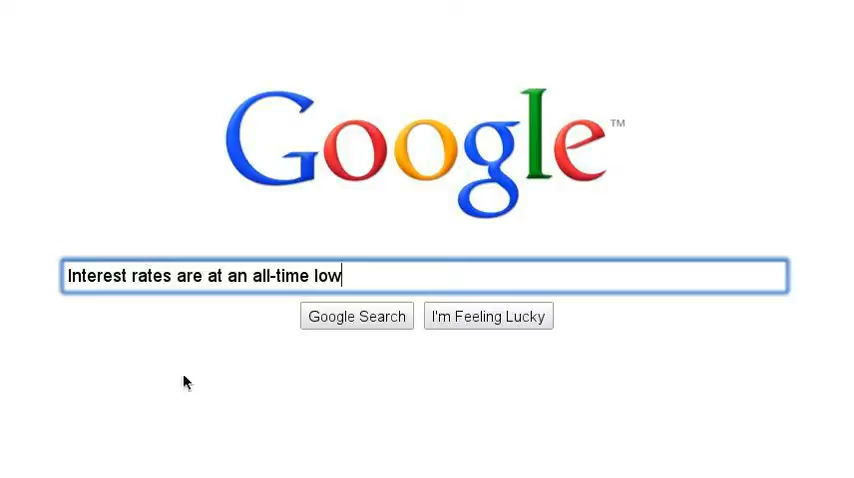 Google™
Interest rates are at an all-time low
Google Search
I'm Feeling Lucky